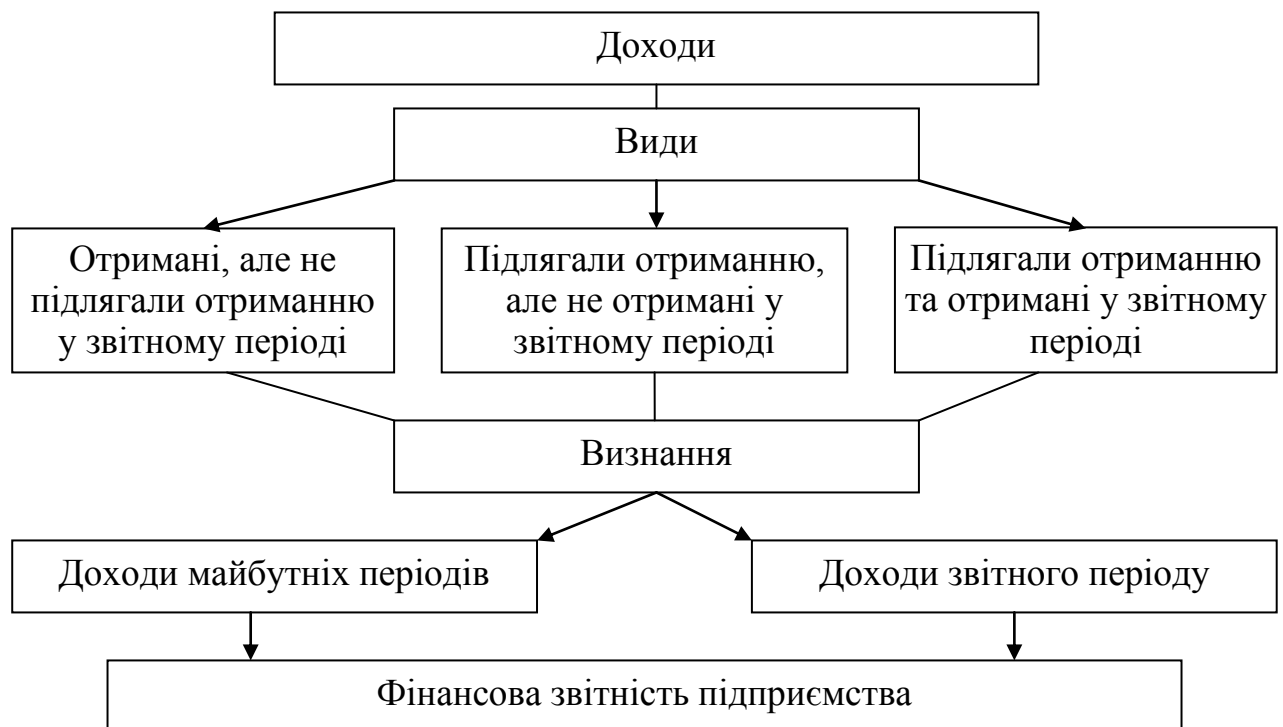 Доходи
Види
Отримані, але не
підлягали отриманню
у звітному періоді
Підлягали отриманню,
але не отримані у
звітному періоді
Підлягали отриманню
та отримані у звітному
періоді
Визнання
Доходи майбутніх періодів
Доходи звітного періоду
Фінансова звітність підприємства